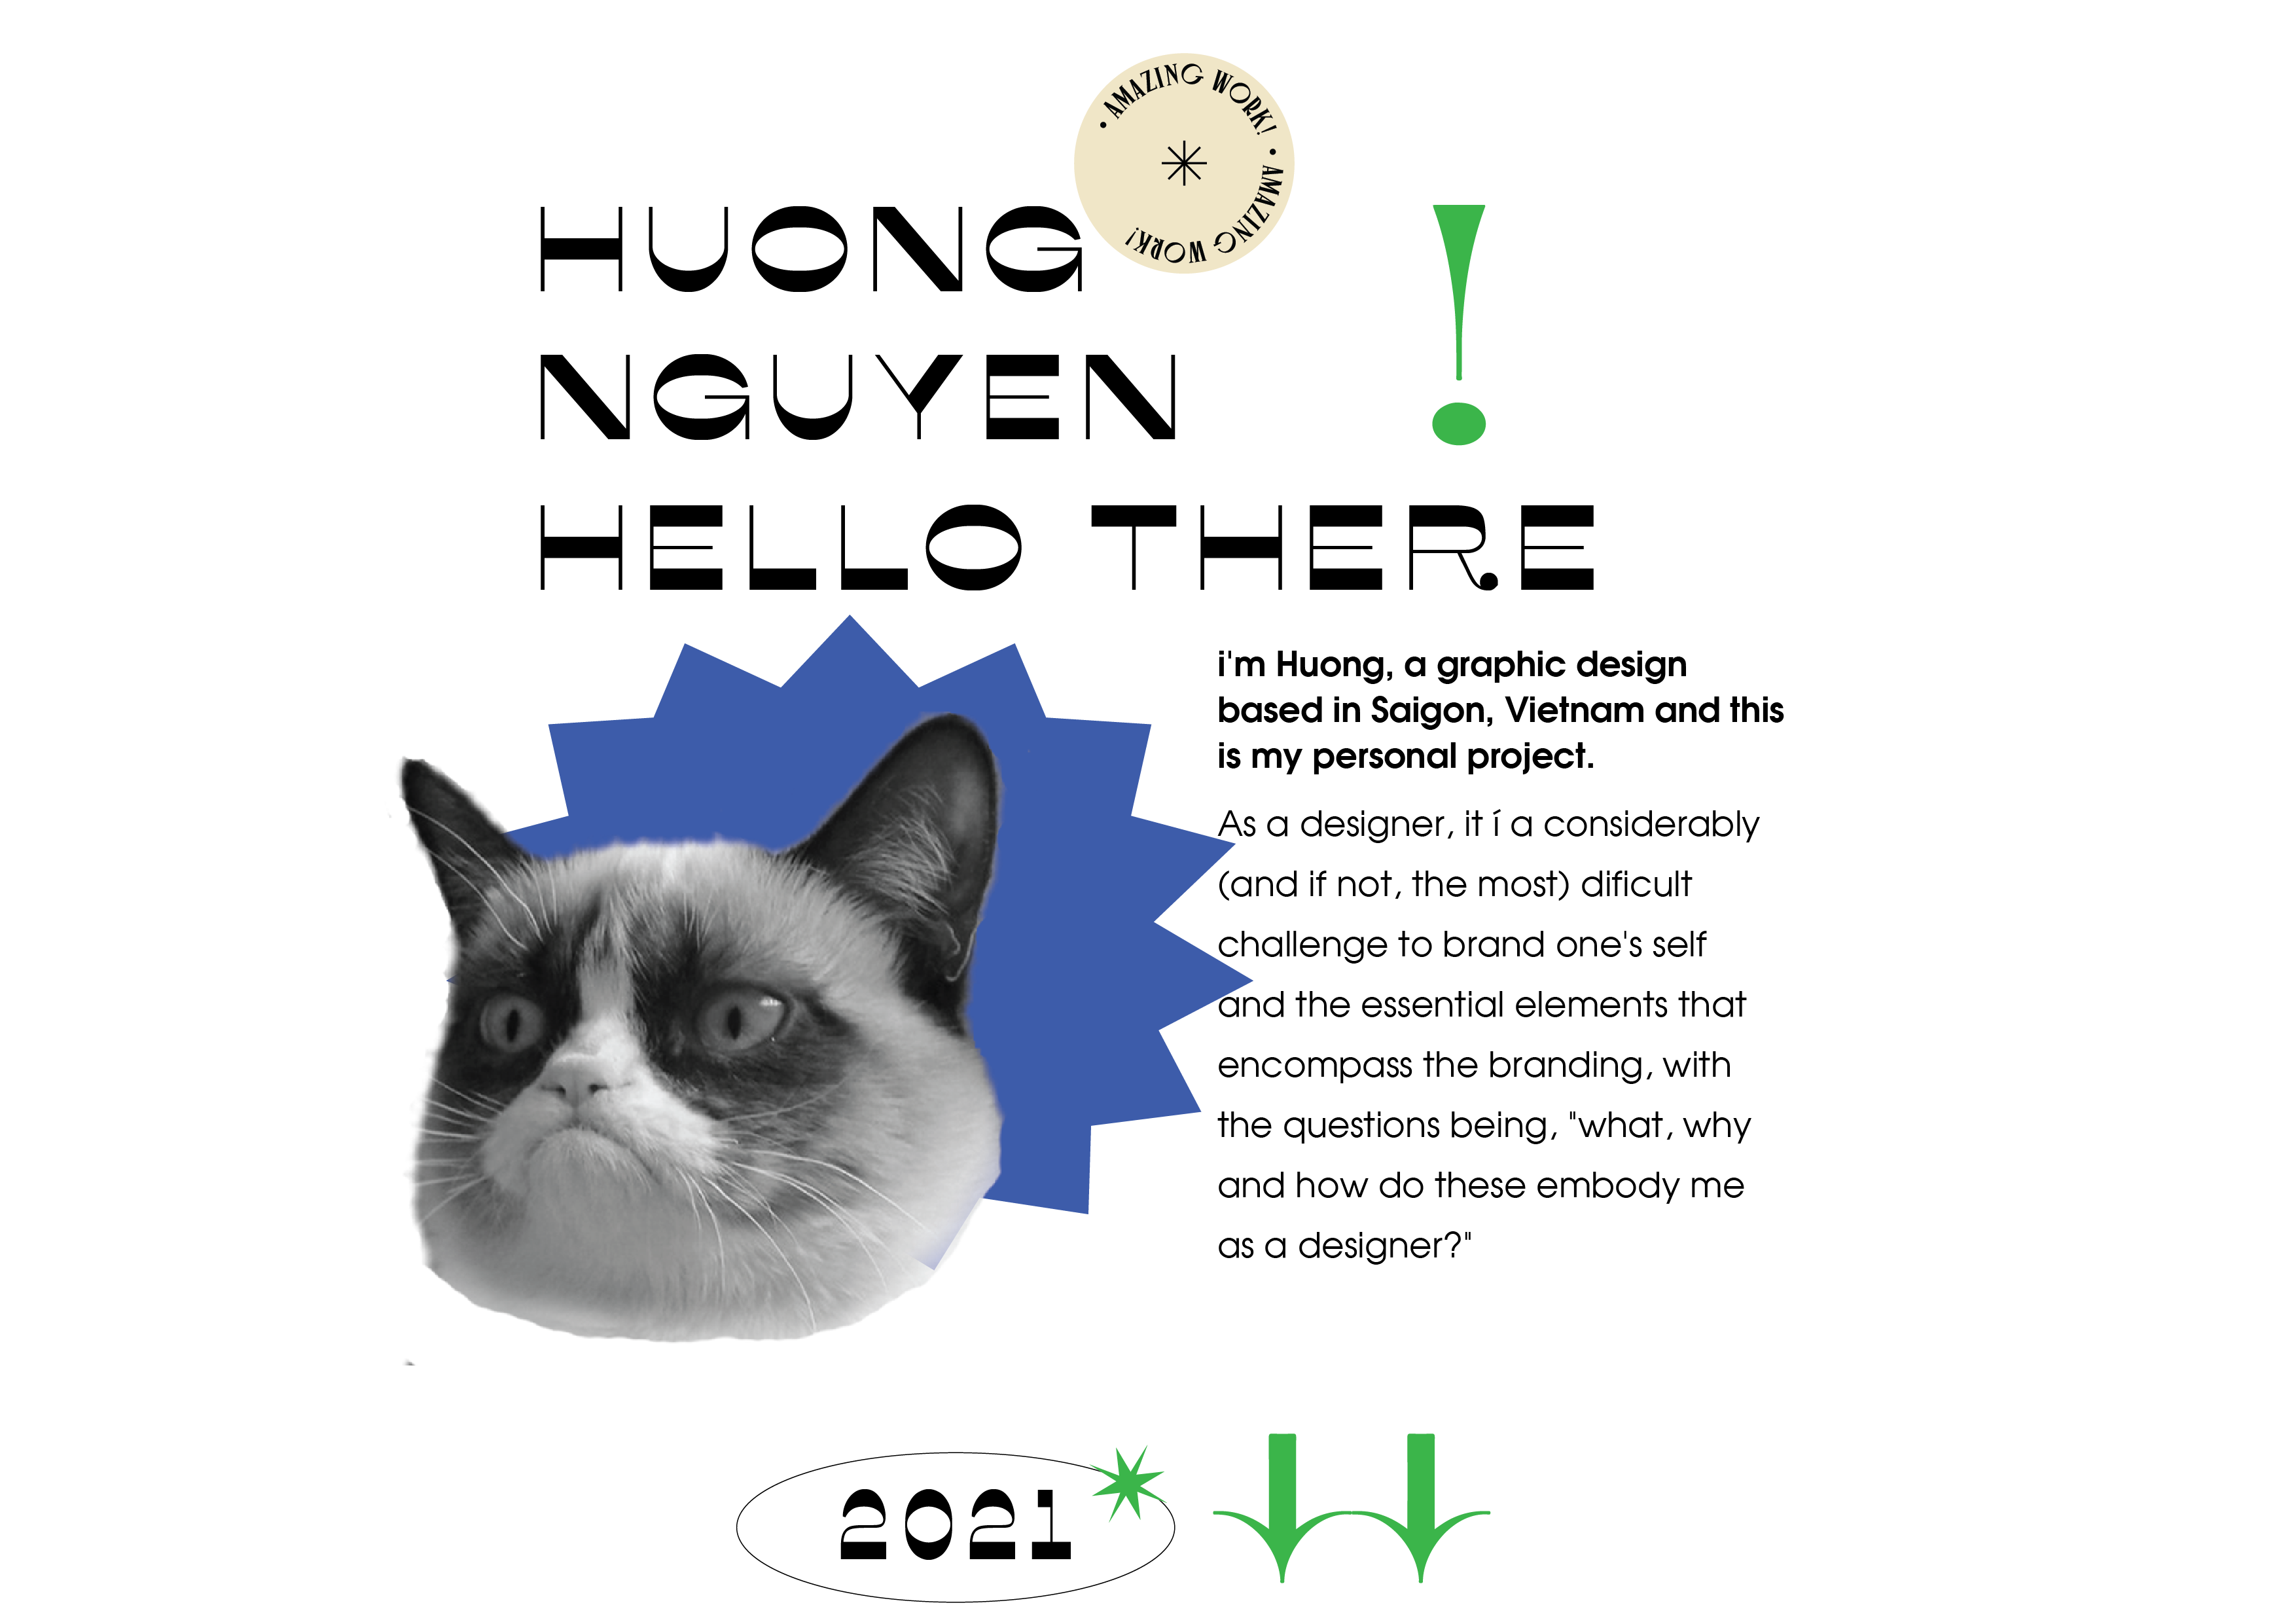 • AMAZING WORK! • AMAZING WORK!
HUONG
NGUYEN
!
HELLO THERE
i'm Huong, a graphic design
based in Saigon, Vietnam and this
is my personal project.
As a designer, it í a considerably
(and if not, the most) dificult
challenge to brand one's self
and the essential elements that
encompass the branding, with
the questions being, "what, why
and how do these embody me
as a designer?"
2021